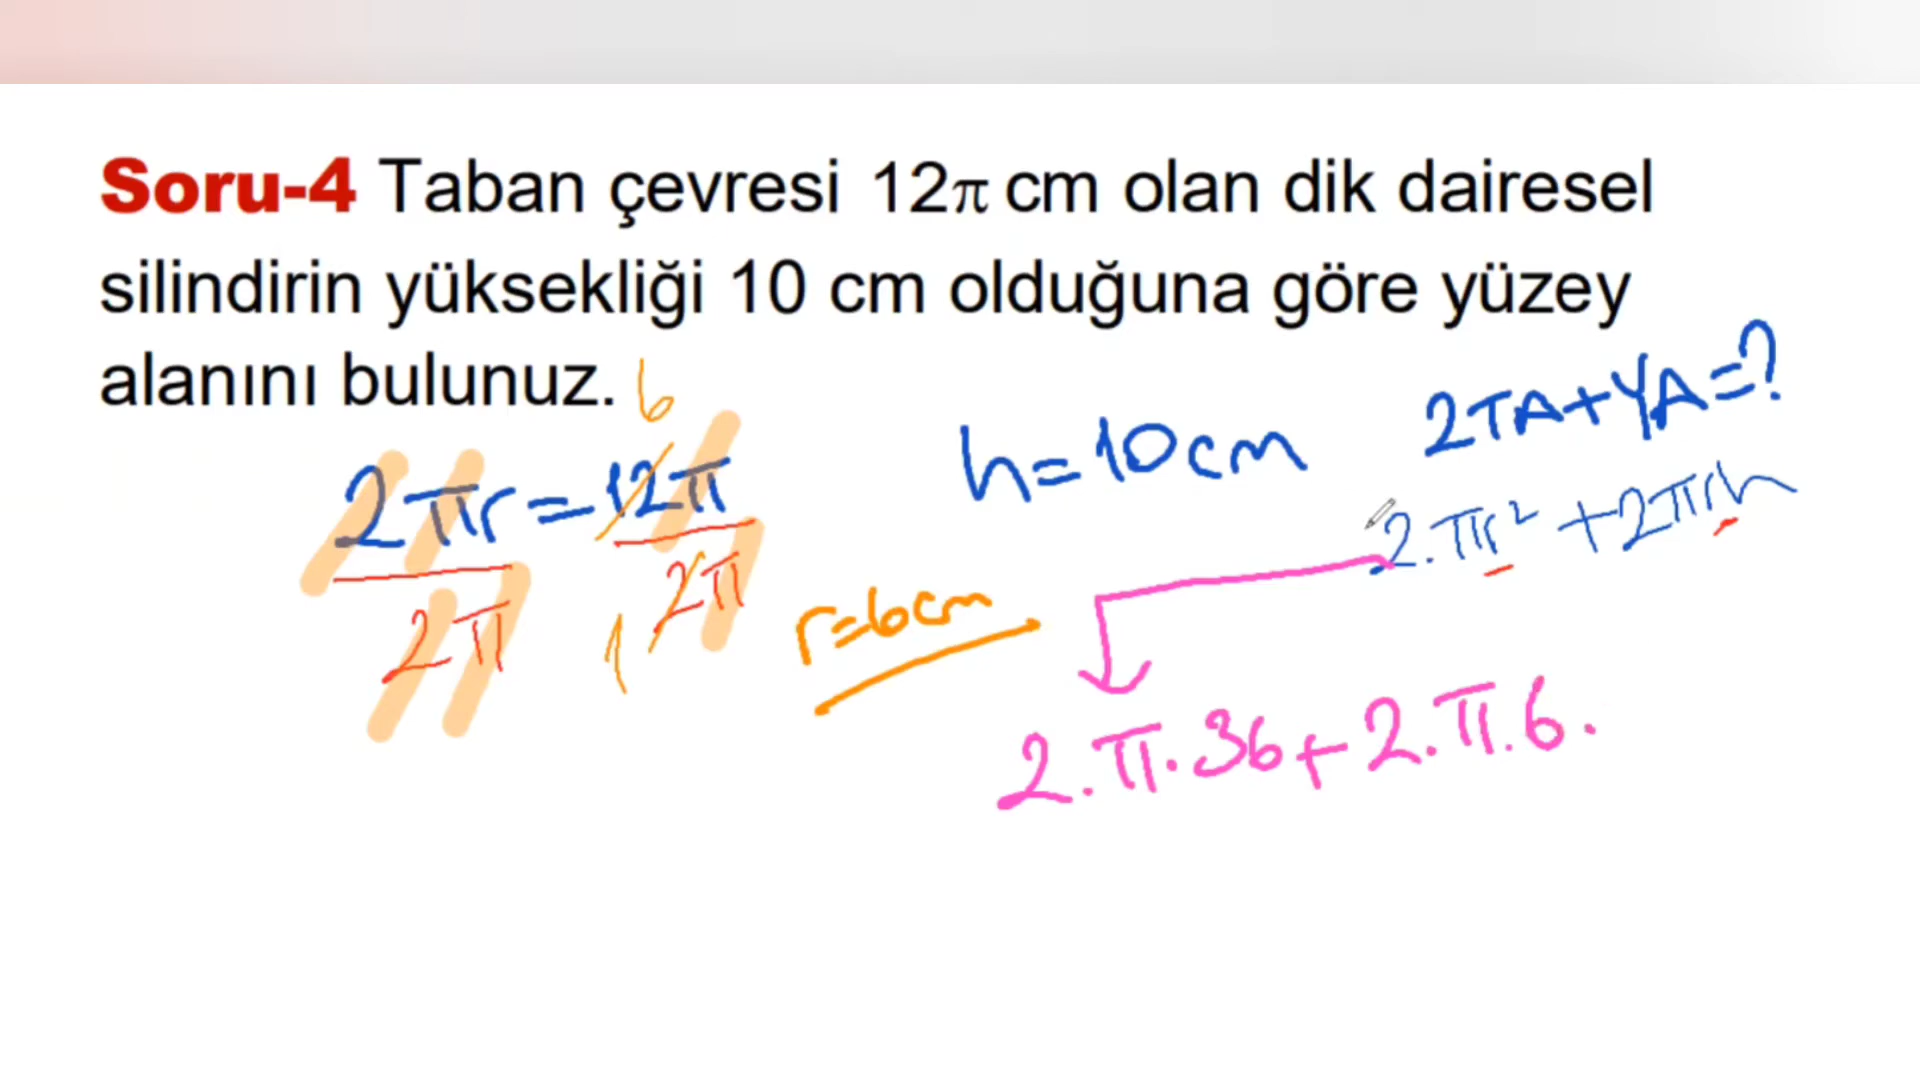 Soru-4 Taban çevresi 12π cm olan dik dairesel
silindirin yüksekliği 10 cm olduğuna göre yüzey
alanını bulunuz.
6
2πr = 12π
2π 2π
1
r=6cm
h=10cm
2TA+YA=?
2.πr² + 2πrh
2.π.36+2.π.6.